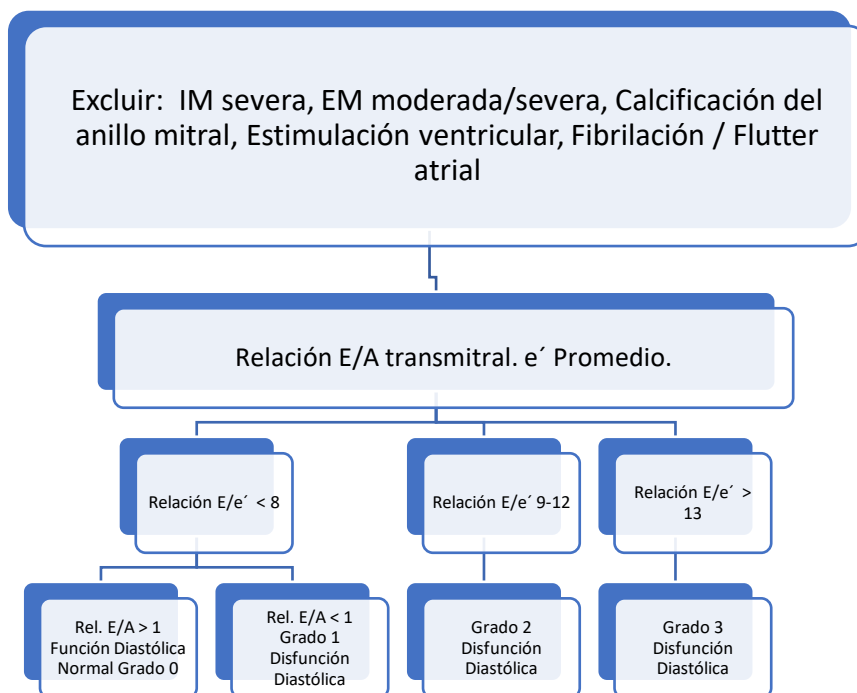 Excluir: IM severa, EM moderada/severa, Calcificación del
anillo mitral, Estimulación ventricular, Fibrilación / Flutter
atrial
Relación E/A transmitral. e´ Promedio.
Relación E/e´ < 8
Relación E/e´ 9-12
Relación E/e´ >
13
Rel. E/A > 1
Función Diastólica
Normal Grado 0
Rel. E/A < 1
Grado 1
Disfunción
Diastólica
Grado 2
Disfunción
Diastólica
Grado 3
Disfunción
Diastólica